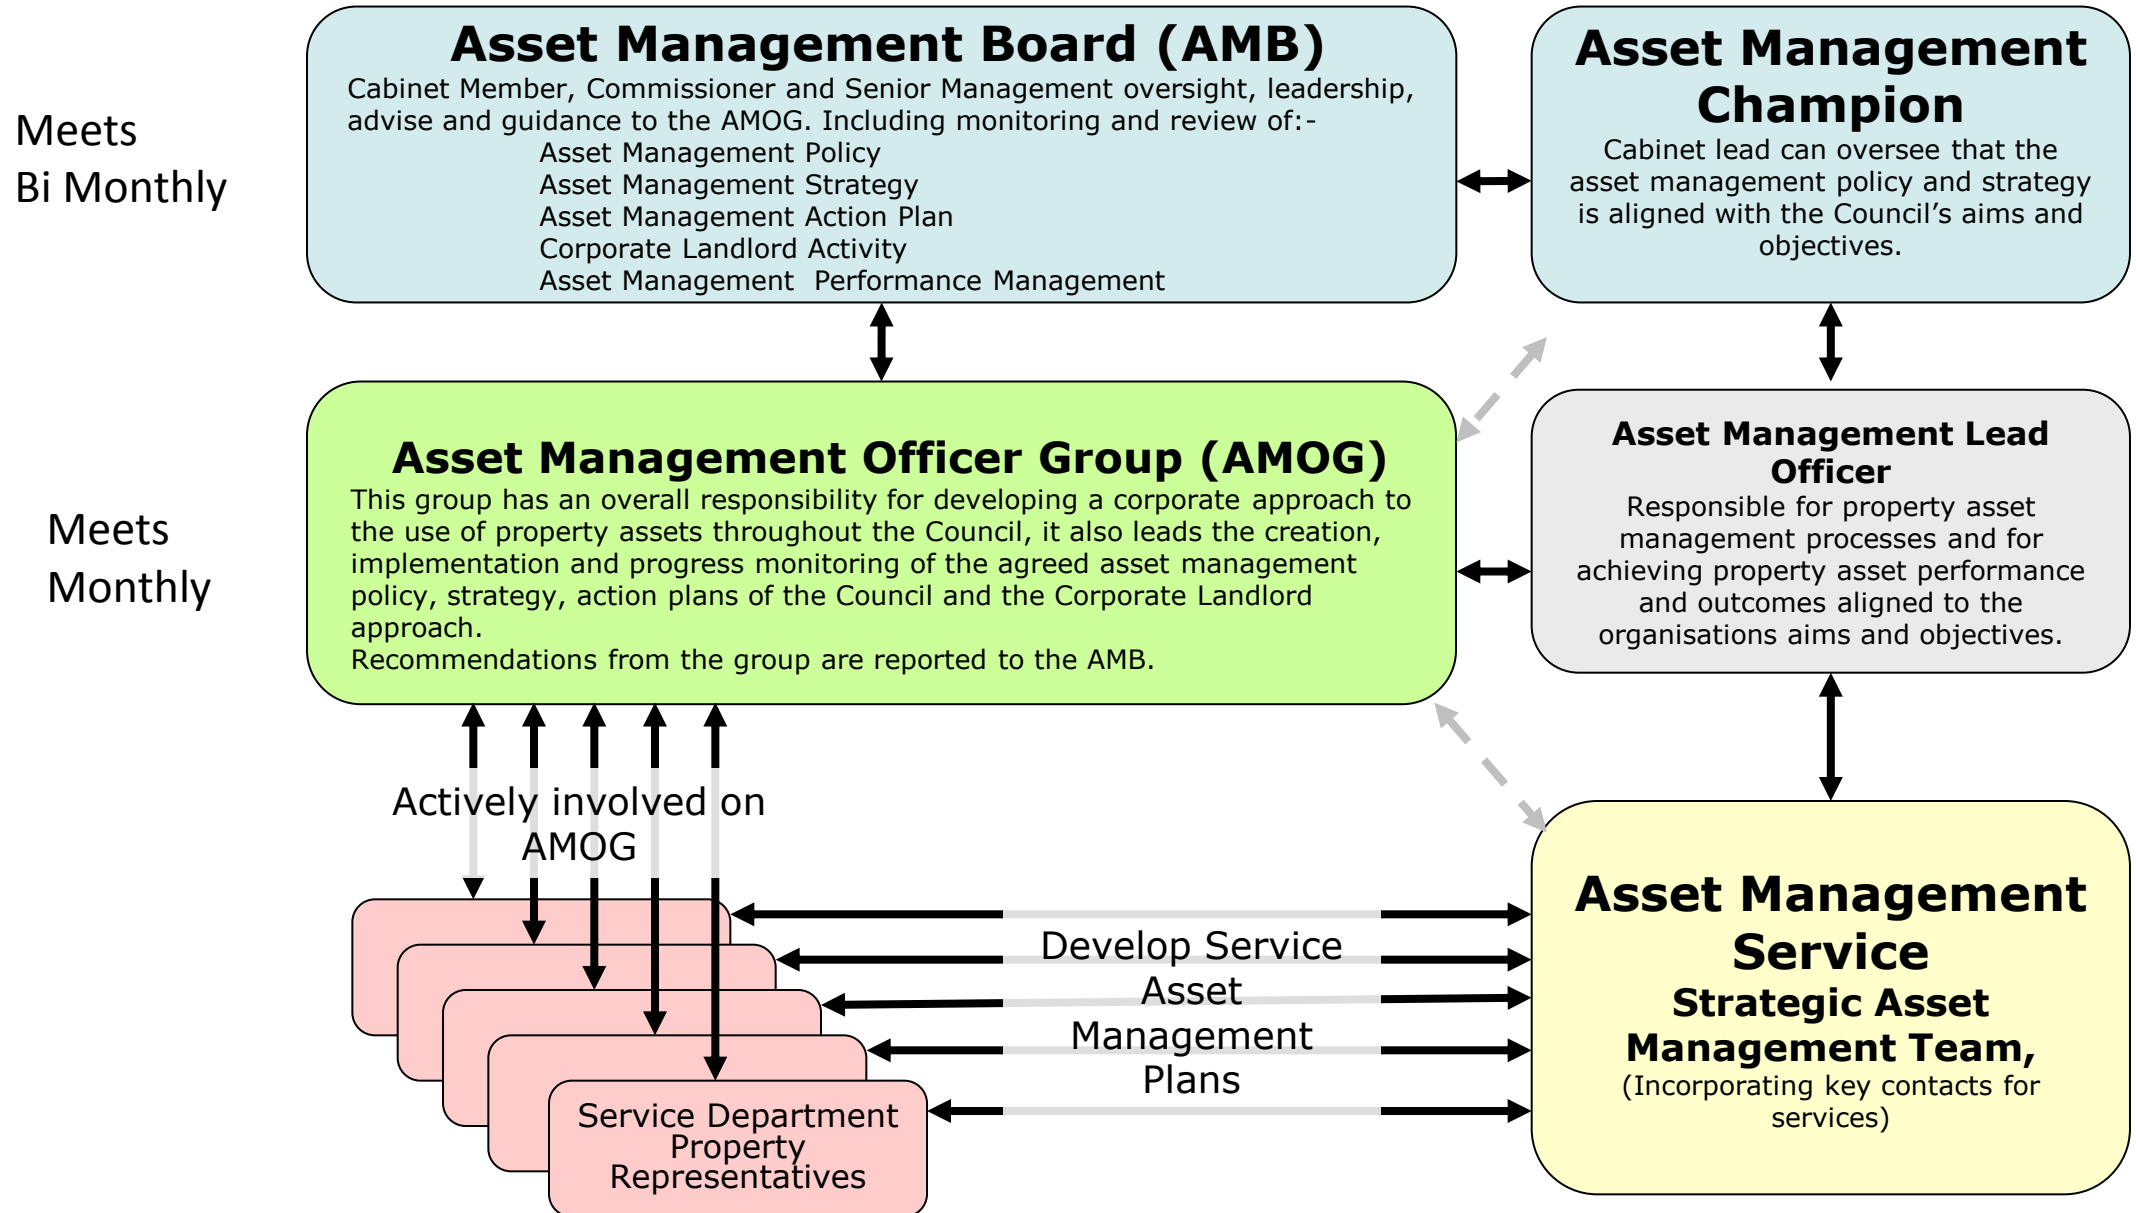 Meets
Bi Monthly
Asset Management Board (AMB)
Cabinet Member, Commissioner and Senior Management oversight, leadership,
advise and guidance to the AMOG. Including monitoring and review of:-
Asset Management Policy
Asset Management Strategy
Asset Management Action Plan
Corporate Landlord Activity
Asset Management  Performance Management
Asset Management
Champion
Cabinet lead can oversee that the
asset management policy and strategy
is aligned with the Council’s aims and
objectives.
Meets
Monthly
Asset Management Officer Group (AMOG)
This group has an overall responsibility for developing a corporate approach to
the use of property assets throughout the Council, it also leads the creation,
implementation and progress monitoring of the agreed asset management
policy, strategy, action plans of the Council and the Corporate Landlord
approach.
Recommendations from the group are reported to the AMB.
Asset Management Lead
Officer
Responsible for property asset
management processes and for
achieving property asset performance
and outcomes aligned to the
organisations aims and objectives.
Actively involved on
AMOG
Develop Service
Asset
Management
Plans
Service Department
Property
Representatives
Asset Management
Service
Strategic Asset
Management Team,
(Incorporating key contacts for
services)